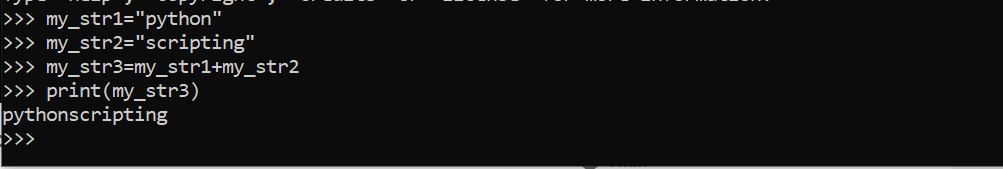 >>> my_str1="python"
>>> my_str2="scripting"
>>> my_str3=my_str1+my_str2
>>> print(my_str3)
pythonscripting
>>>